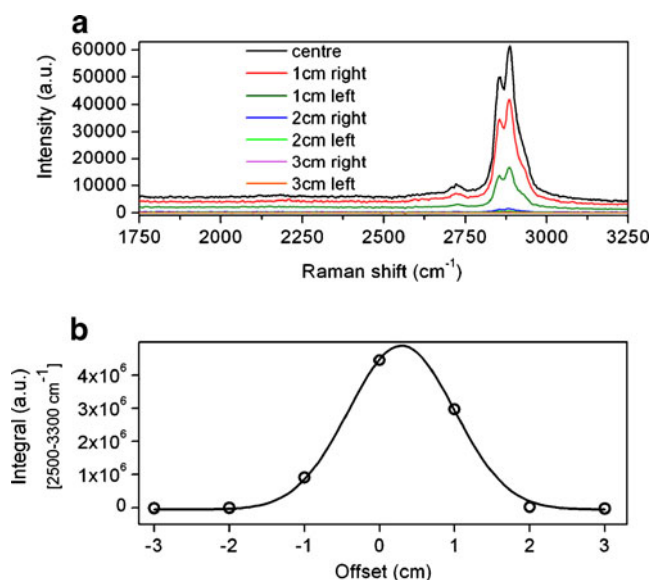 a
60000
50000
40000
30000
20000
10000
0
Intensity (a.u.)
centre
1cm right
1cm left
2cm right
2cm left
3cm right
3cm left
1750 2000 2250 2500 2750 3000 3250
Raman shift (cm⁻¹)
b
4x10⁶
3x10⁶
2x10⁶
1x10⁶
0
Integral (a.u.)
[2500-3300 cm⁻¹]
-3 -2 -1 0 1 2 3
Offset (cm)